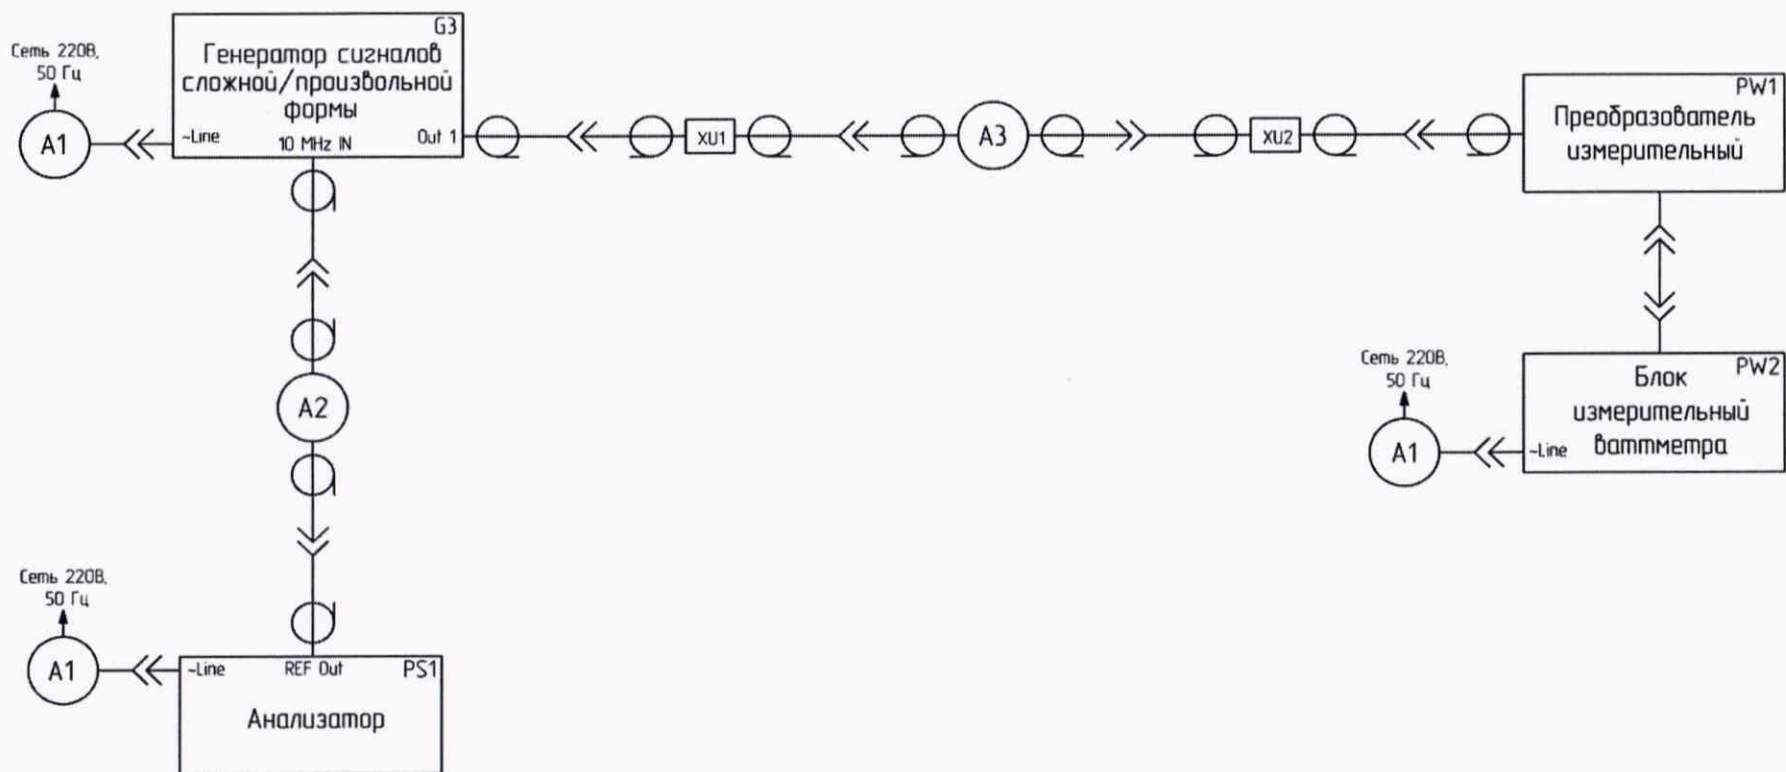 G3
Сеть 220В,
50 Гц
A1
Генератор сигналов
сложной/произвольной
формы
~Line
10 MHz IN
Out 1
XU1
A3
XU2
PW1
Преобразователь
измерительный
A2
Сеть 220В,
50 Гц
A1
PW2
Блок
измерительный
ваттметра
~Line
Сеть 220В,
50 Гц
A1
~Line
REF Out
PS1
Анализатор